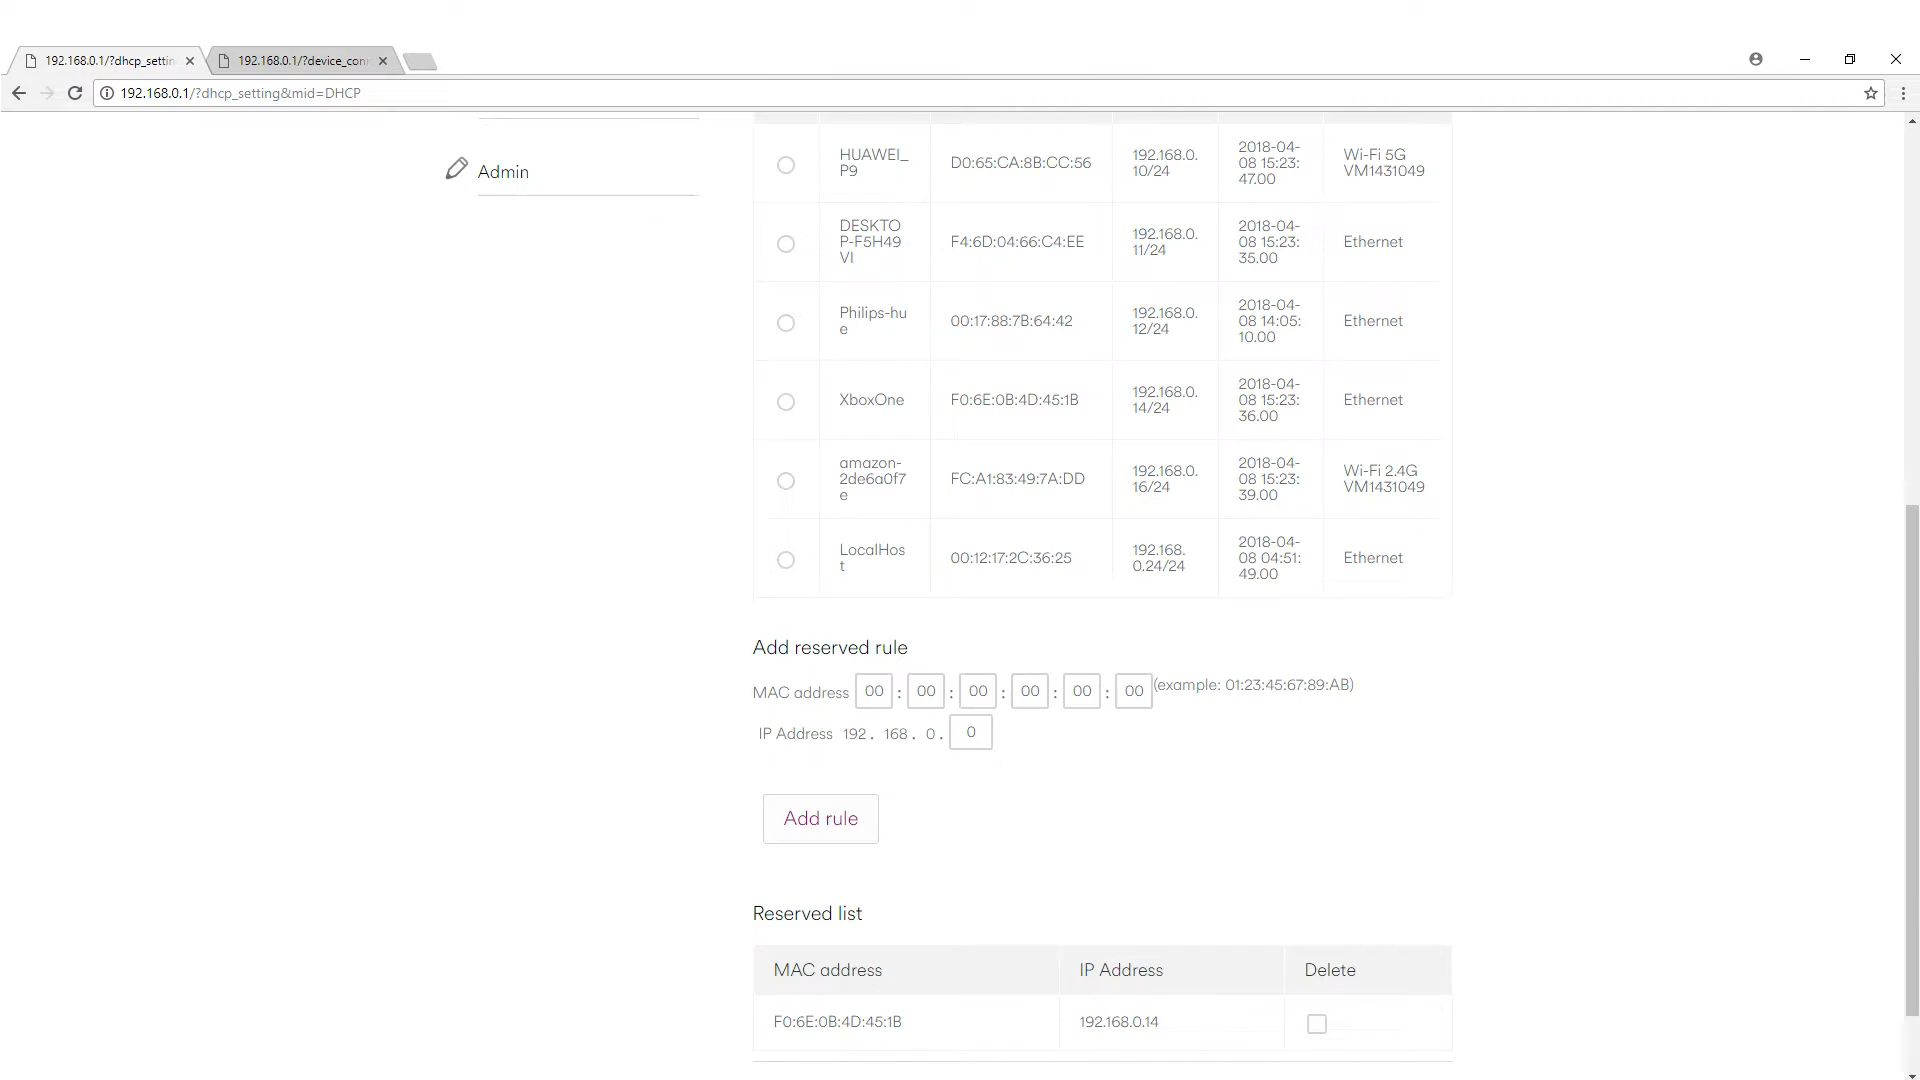 192.168.0.1/?dhcp_settin
192.168.0.1/?device_con
192.168.0.1/?dhcp_setting&mid=DHCP
Admin
HUAWEI_
P9
D0:65:CA:8B:CC:56
192.168.0.
10/24
2018-04-
08 15:23:
47.00
Wi-Fi 5G
VM1431049
DESKTO
P-F5H49
VI
F4:6D:04:66:C4:EE
192.168.0.
11/24
2018-04-
08 15:23:
35.00
Ethernet
Philips-hu
e
00:17:88:7B:64:42
192.168.0.
12/24
2018-04-
08 14:05:
10.00
Ethernet
XboxOne
F0:6E:0B:4D:45:1B
192.168.0.
14/24
2018-04-
08 15:23:
36.00
Ethernet
amazon-
2de6a0f7
e
FC:A1:83:49:7A:DD
192.168.0.
16/24
2018-04-
08 15:23:
39.00
Wi-Fi 2.4G
VM1431049
LocalHos
t
00:12:17:2C:36:25
192.168.
0.24/24
2018-04-
08 04:51:
49.00
Ethernet
Add reserved rule
MAC address 00 : 00 : 00 : 00 : 00 : 00 (example: 01:23:45:67:89:AB)
IP Address 192 . 168 . 0 . 0
Add rule
Reserved list
MAC address IP Address Delete
F0:6E:0B:4D:45:1B 192.168.0.14